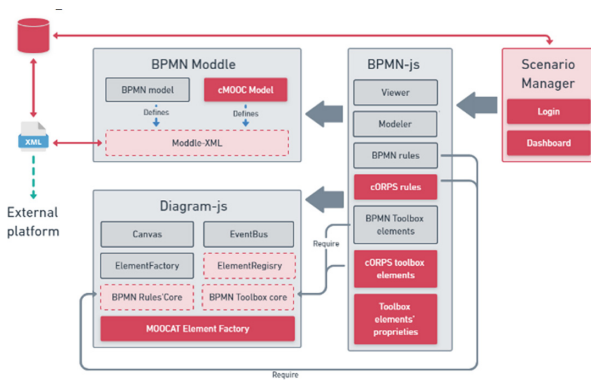 BPMN Moddle
BPMN model
cMOOC Model
Defines
Defines
Moddle-XML
XML
External
platform
BPMN-js
Viewer
Modeler
BPMN rules
cORPS rules
BPMN Toolbox
elements
cORPS toolbox
elements
Toolbox
elements'
proprieties
Scenario
Manager
Login
Dashboard
Diagram-js
Canvas
EventBus
ElementFactory
ElementRegisry
BPMN Rules'Core
BPMN Toolbox core
MOOCAT Element Factory
Require
Require